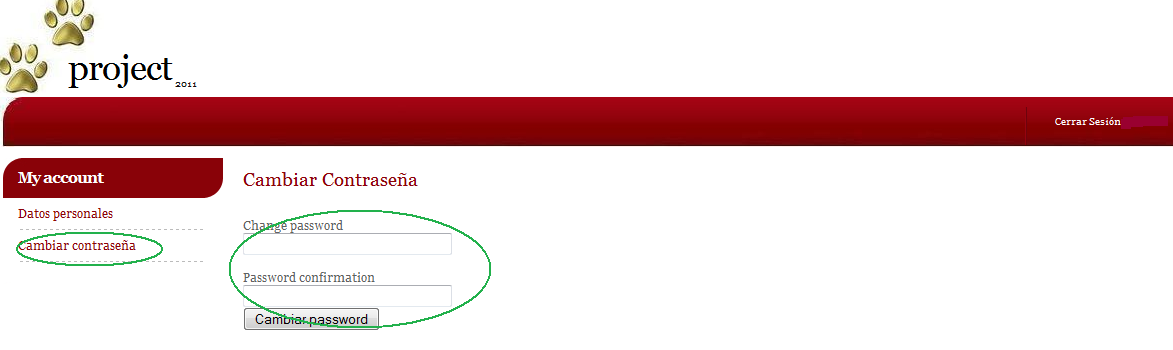 project 2011
Cerrar Sesión
My account
Cambiar Contraseña
Datos personales
Change password
Cambiar contraseña
Password confirmation
Cambiar password